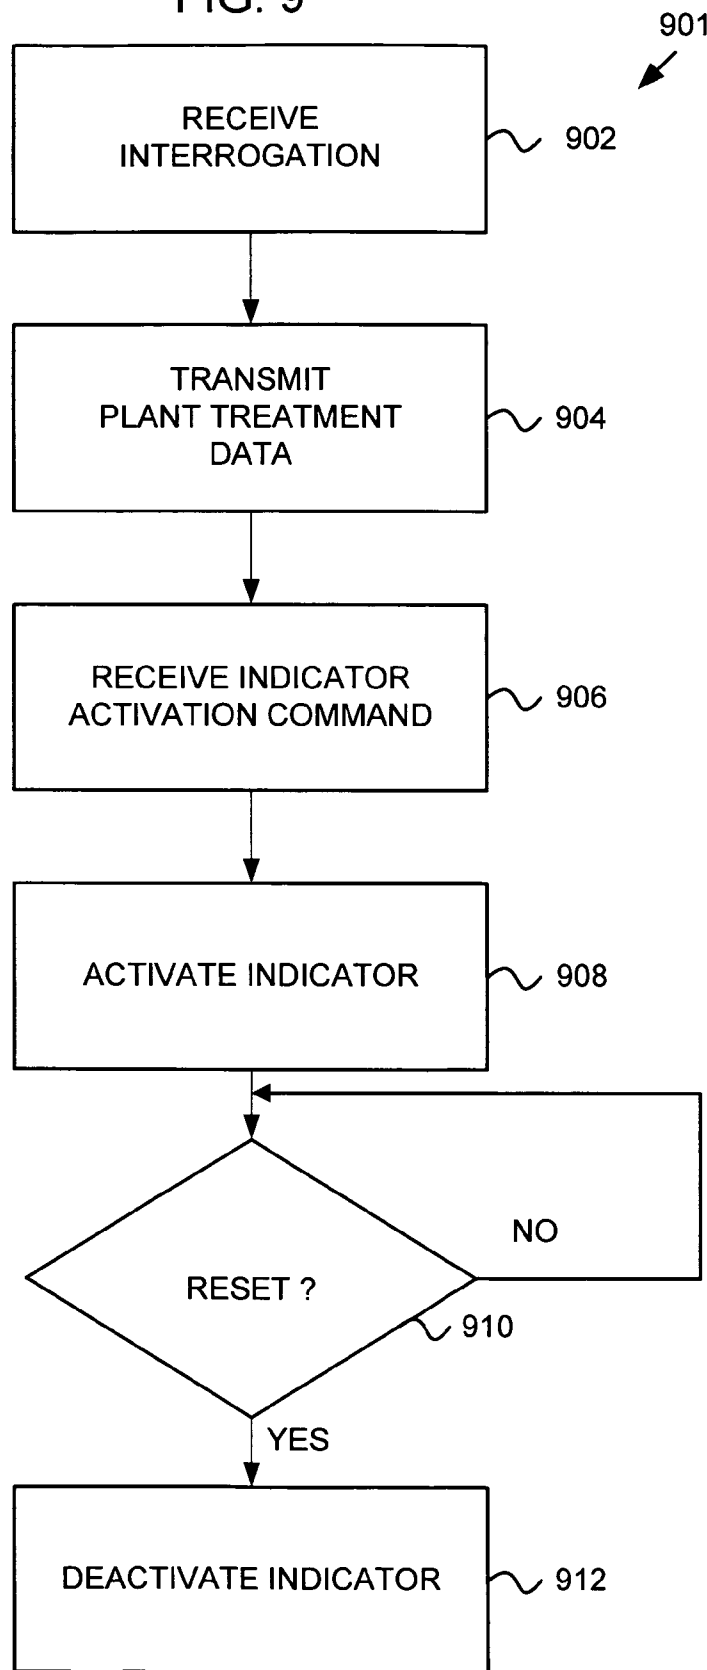 FIG. 9
901
RECEIVE
INTERROGATION
902
TRANSMIT
PLANT TREATMENT
DATA
904
RECEIVE INDICATOR
ACTIVATION COMMAND
906
ACTIVATE INDICATOR
908
NO
RESET ?
910
YES
DEACTIVATE INDICATOR
912